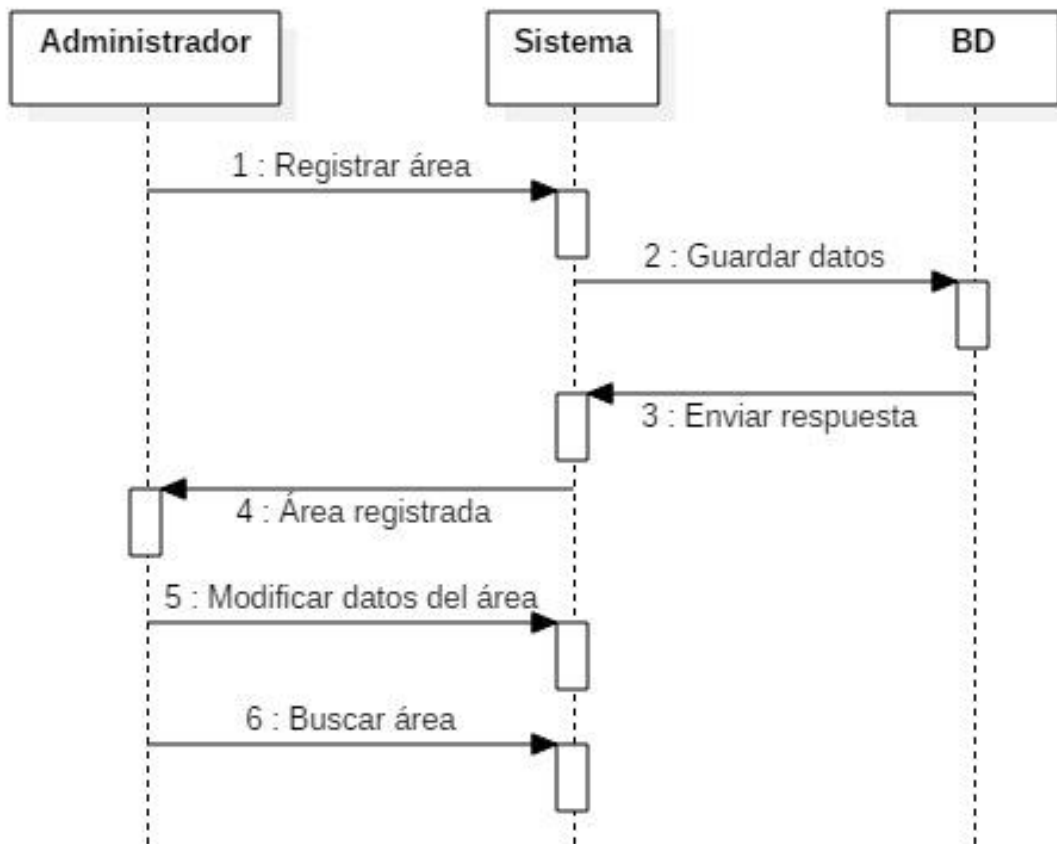 Administrador
Sistema
BD
1 : Registrar área
2 : Guardar datos
3 : Enviar respuesta
4 : Área registrada
5 : Modificar datos del área
6 : Buscar área